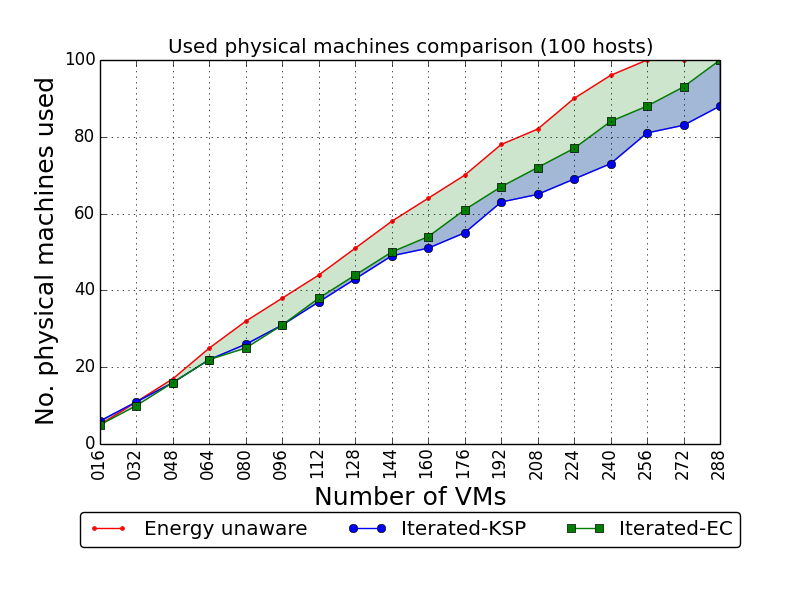 Used physical machines comparison (100 hosts)
No. physical machines used
100
80
60
40
20
0
016 032 048 064 080 096 112 128 144 160 176 192 208 224 240 256 272 288
Number of VMs
Energy unaware Iterated-KSP Iterated-EC